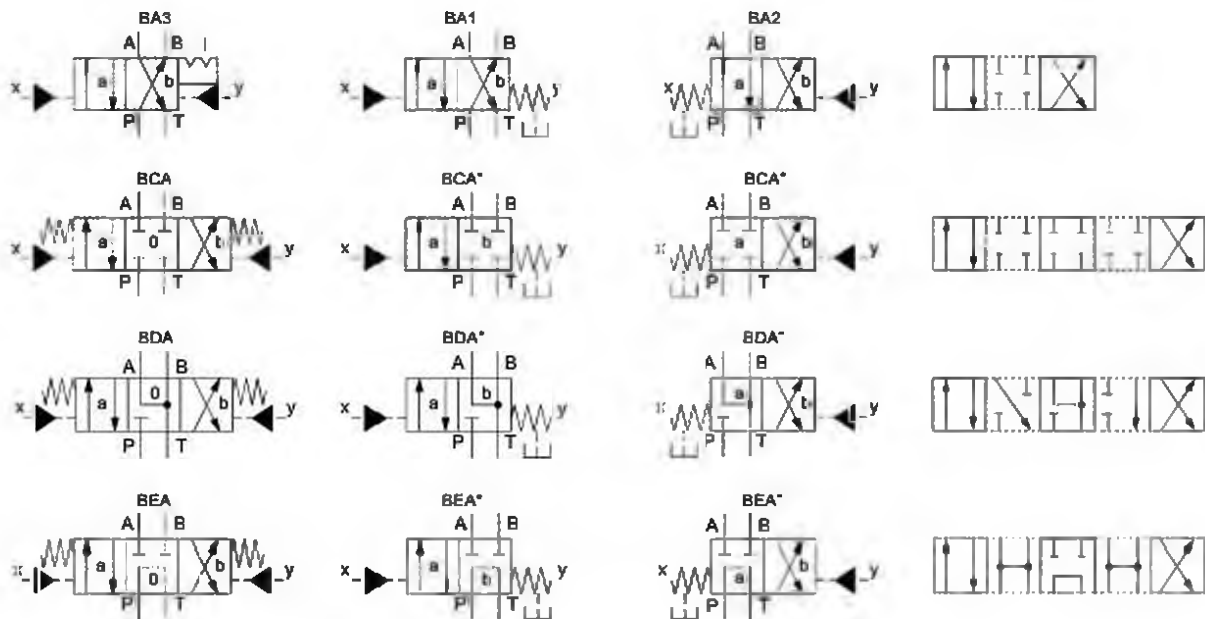 BA3 BA1 BA2
A B A B A B
x a b y x a b y x a b y
P T P T P T
BCA BCA* BCA*
A B A B A B
x a 0 b y x a b y x a b y
P T P T P T
BDA BDA* BDA*
A B A B A B
x a 0 b y x a b y x a b y
P T P T P T
BEA BEA* BEA*
A B A B A B
x a 0 b y x a b y x a b y
P T P T P T